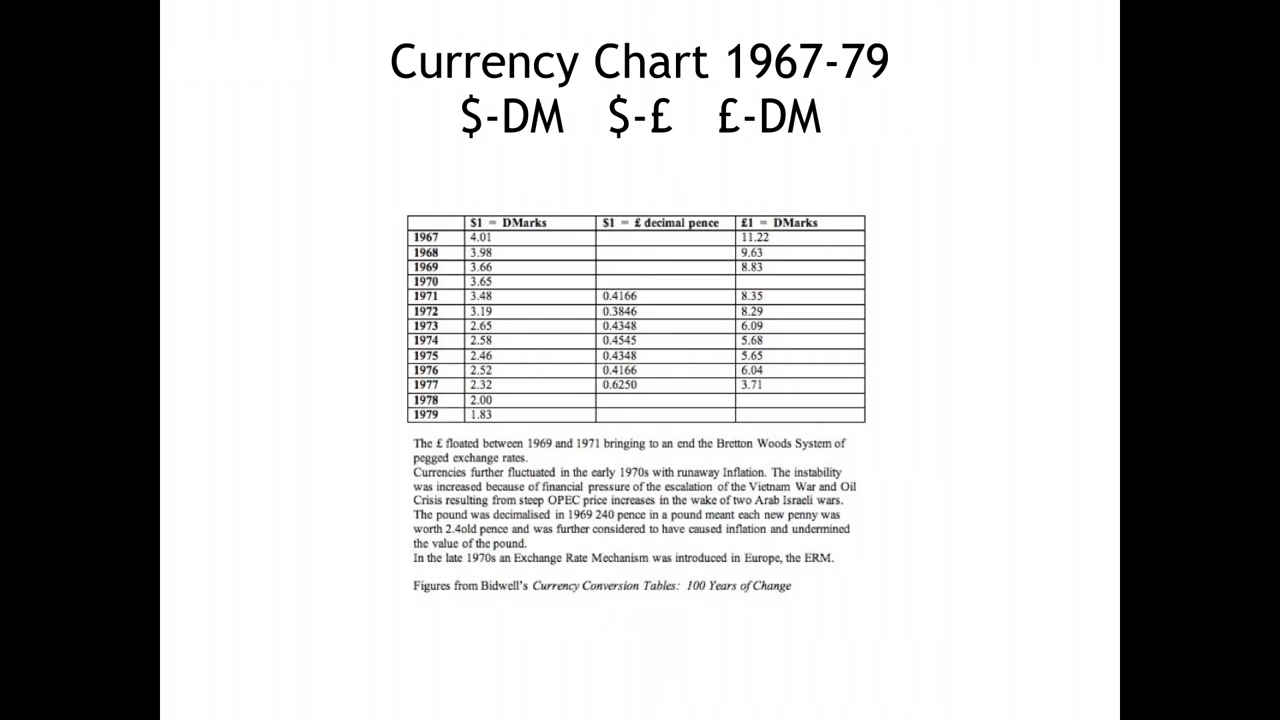 Currency Chart 1967-79
$-DM $-£ £-DM
$1 = DMarks $1 = £ decimal pence £1 = DMarks
1967 4.01 11.22
1968 3.98 9.63
1969 3.66 8.83
1970 3.65
1971 3.48 0.4166 8.35
1972 3.19 0.3846 8.29
1973 2.65 0.4348 6.09
1974 2.58 0.4545 5.68
1975 2.46 0.4348 5.65
1976 2.52 0.4166 6.04
1977 2.32 0.6250 3.71
1978 2.00
1979 1.83
The £ floated between 1969 and 1971 bringing to an end the Bretton Woods System of
pegged exchange rates.
Currencies further fluctuated in the early 1970s with runaway Inflation. The instability
was increased because of financial pressure of the escalation of the Vietnam War and Oil
Crisis resulting from steep OPEC price increases in the wake of two Arab Israeli wars.
The pound was decimalised in 1969 240 pence in a pound meant each new penny was
worth 2.4old pence and was further considered to have caused inflation and undermined
the value of the pound.
In the late 1970s an Exchange Rate Mechanism was introduced in Europe, the ERM.
Figures from Bidwell's Currency Conversion Tables: 100 Years of Change